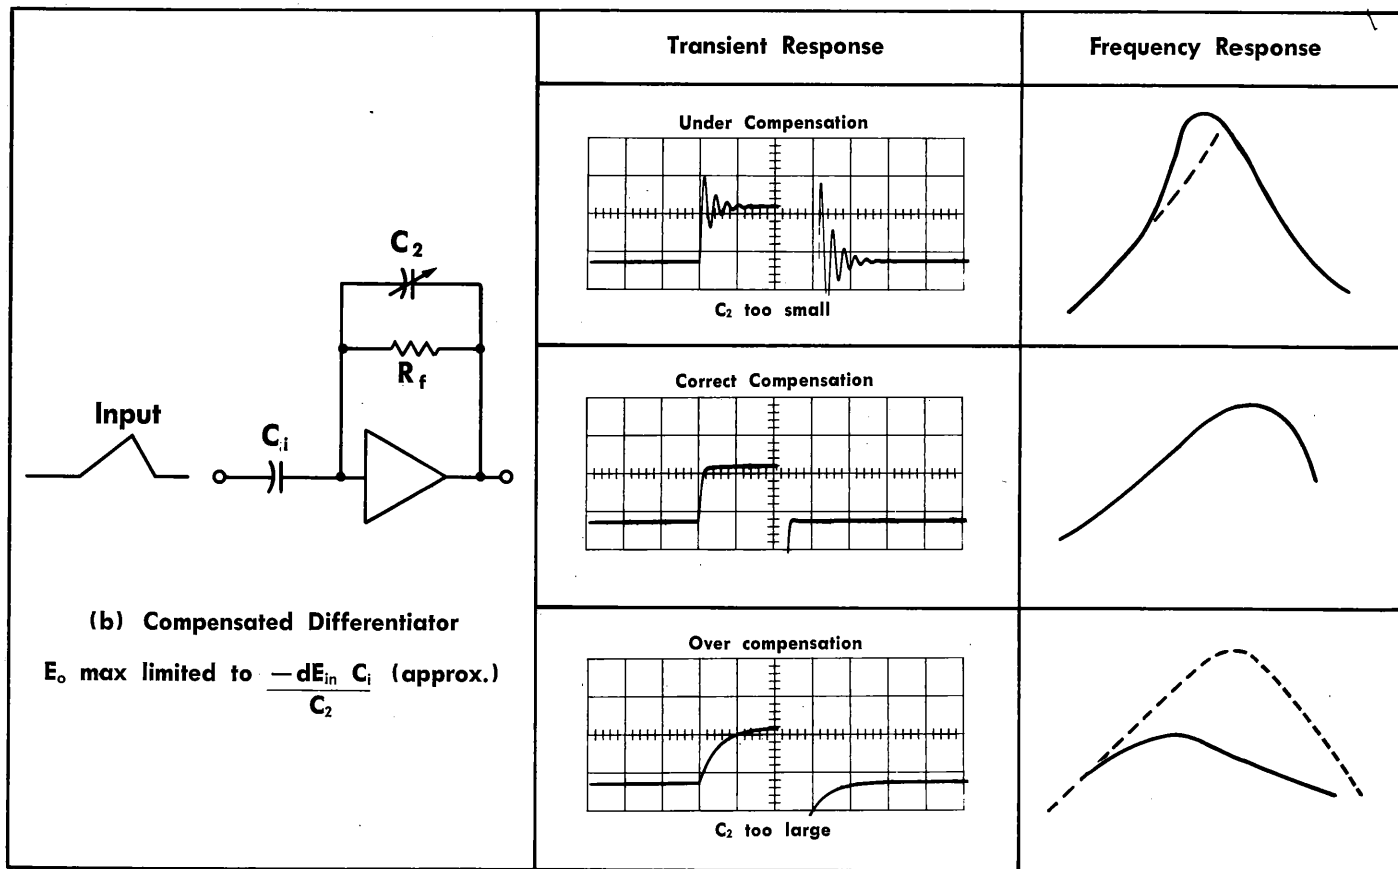 Transient Response
Frequency Response
Under Compensation
C₂ too small
C₂
R_f
Input
C_i
Correct Compensation
(b) Compensated Differentiator
E_o max limited to −dE_in C_i (approx.)
C₂
Over compensation
C₂ too large